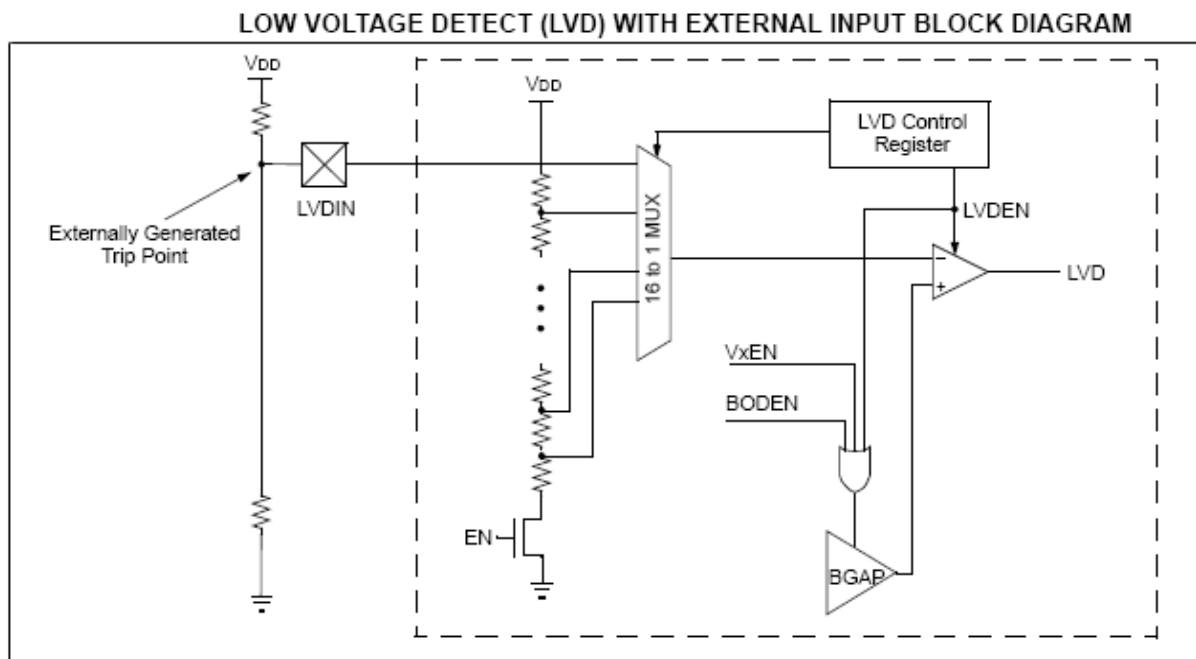 LOW VOLTAGE DETECT (LVD) WITH EXTERNAL INPUT BLOCK DIAGRAM
VDD
VDD
LVD Control
Register
16 to 1 MUX
LVDIN
LVDEN
Externally Generated
Trip Point
−
+
LVD
VxEN
BODEN
EN
BGAP